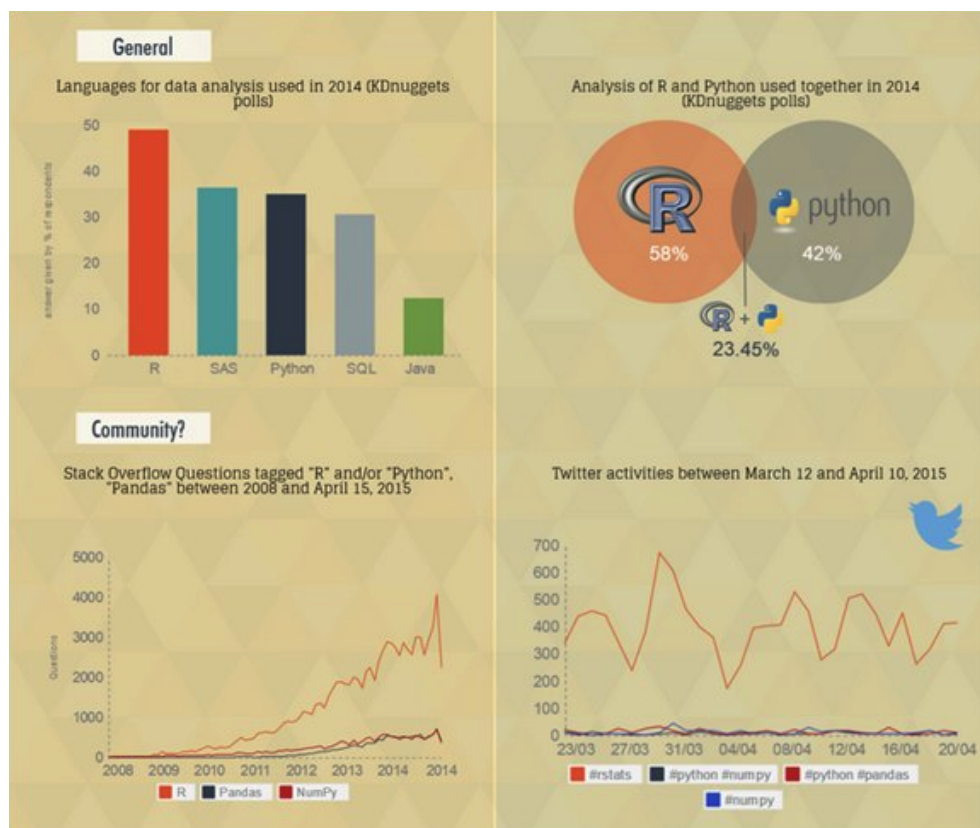 General
Languages for data analysis used in 2014 (KDnuggets
polls)
answer given by % of respondents
50
40
30
20
10
0
R SAS Python SQL Java
Analysis of R and Python used together in 2014
(KDnuggets polls)
R
python
58%
42%
R + 
23.45%
Community?
Stack Overflow Questions tagged "R" and/or "Python",
"Pandas" between 2008 and April 15, 2015
Questions
5000
4000
3000
2000
1000
0
2008 2009 2010 2011 2012 2013 2014 2014
R Pandas NumPy
Twitter activities between March 12 and April 10, 2015
700
600
500
400
300
200
100
0
23/03 27/03 31/03 04/04 08/04 12/04 16/04 20/04
#rstats #python #numpy #python #pandas
#numpy